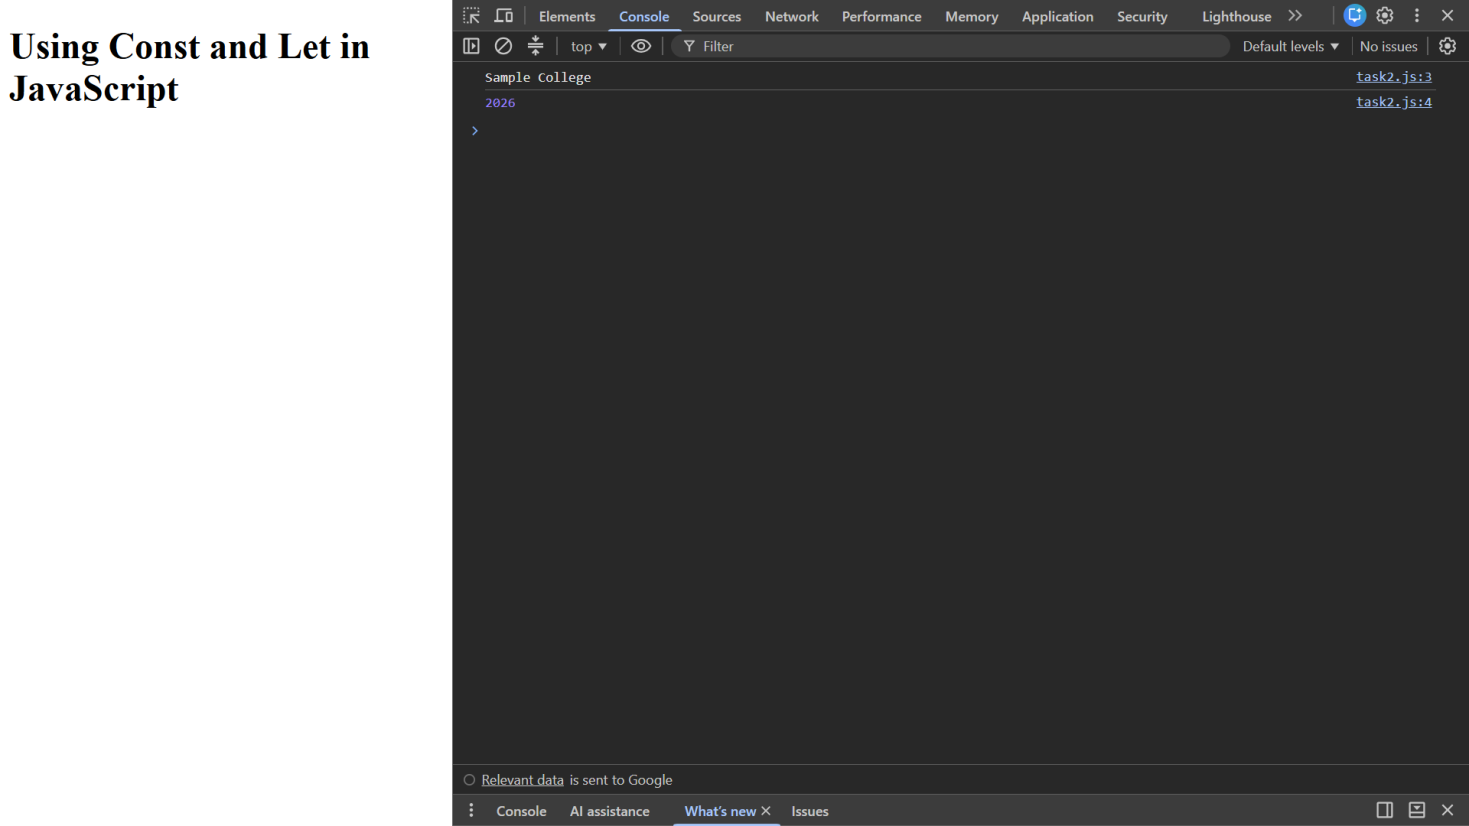 Using Const and Let in
JavaScript
Elements Console Sources Network Performance Memory Application Security Lighthouse
top Filter Default levels No issues
Sample College task2.js:3
2026 task2.js:4
Relevant data is sent to Google
Console AI assistance What's new Issues